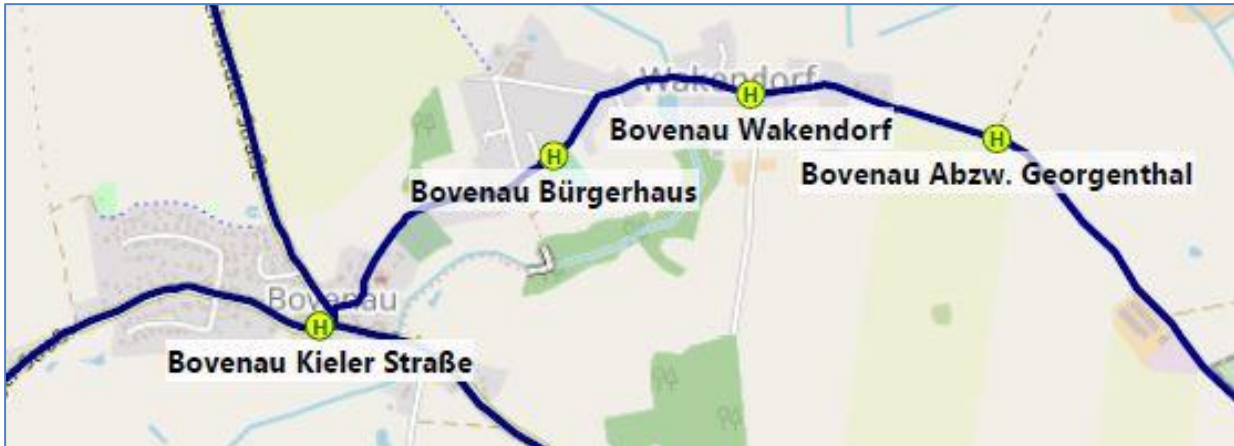 Wakendorf
H
Bovenau Wakendorf
H
Bovenau Abzw. Georgenthal
H
Bovenau Bürgerhaus
Bovenau
H
Bovenau Kieler Straße